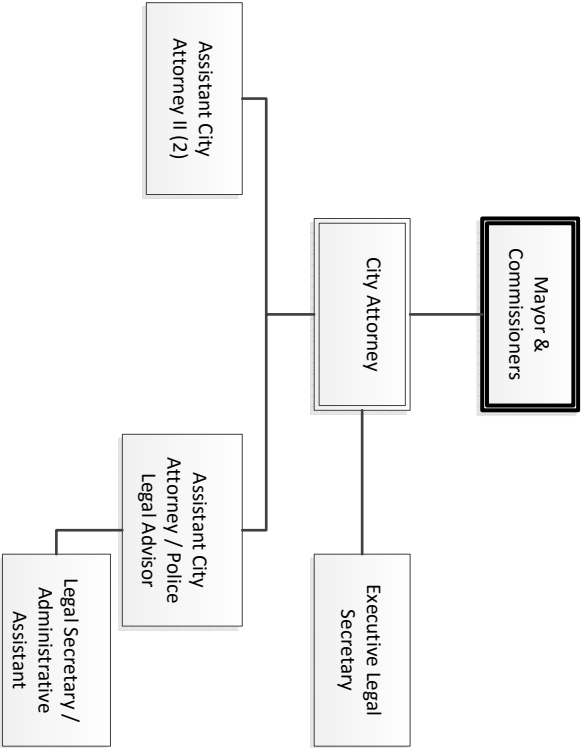 Mayor &
Commissioners
City Attorney
Executive Legal
Secretary
Assistant City
Attorney II (2)
Assistant City
Attorney / Police
Legal Advisor
Legal Secretary /
Administrative
Assistant